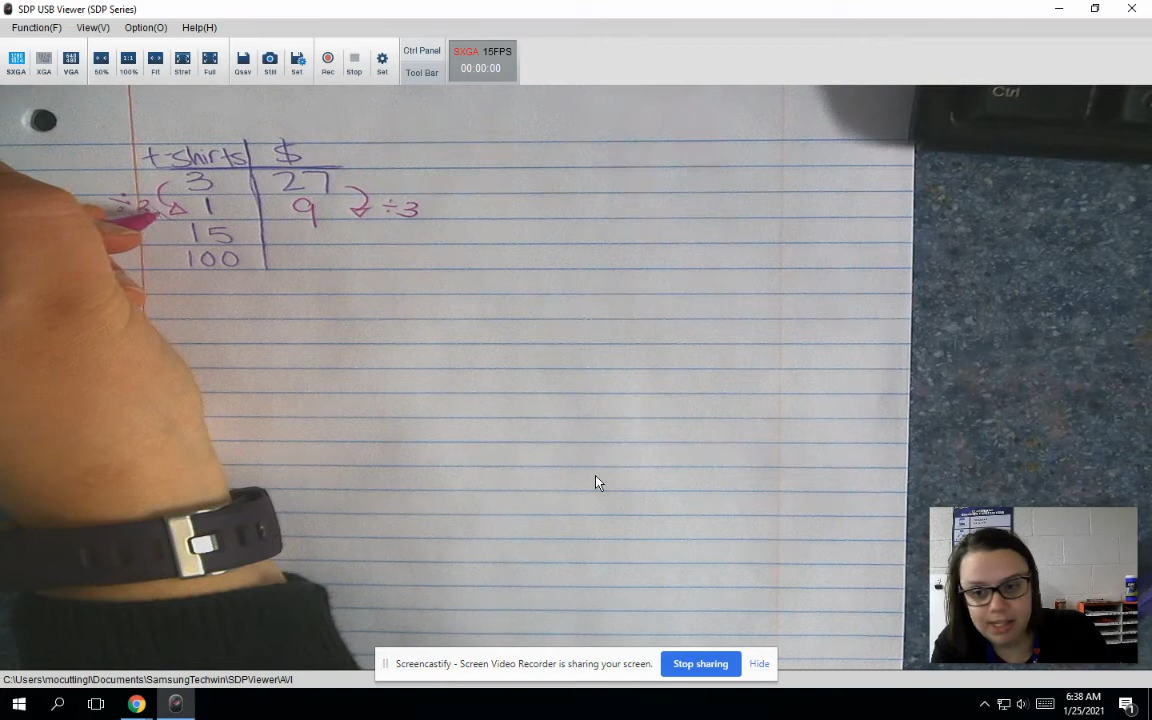 SDP USB Viewer (SDP Series)
Function(F) View(V) Option(O) Help(H)
SXGA XGA VGA 50% 100% Fit Stret Full Qsav Still Set Rec Stop Set
Ctrl Panel
Tool Bar
SXGA 15FPS
00:00:00
Ctrl
t-shirts $
3 27
÷3 1 9 ÷3
15
100
Screencastify - Screen Video Recorder is sharing your screen. Stop sharing Hide
C:\Users\mocuttingl\Documents\SamsungTechwin\SDPViewer\AVI
6:38 AM
1/25/2021